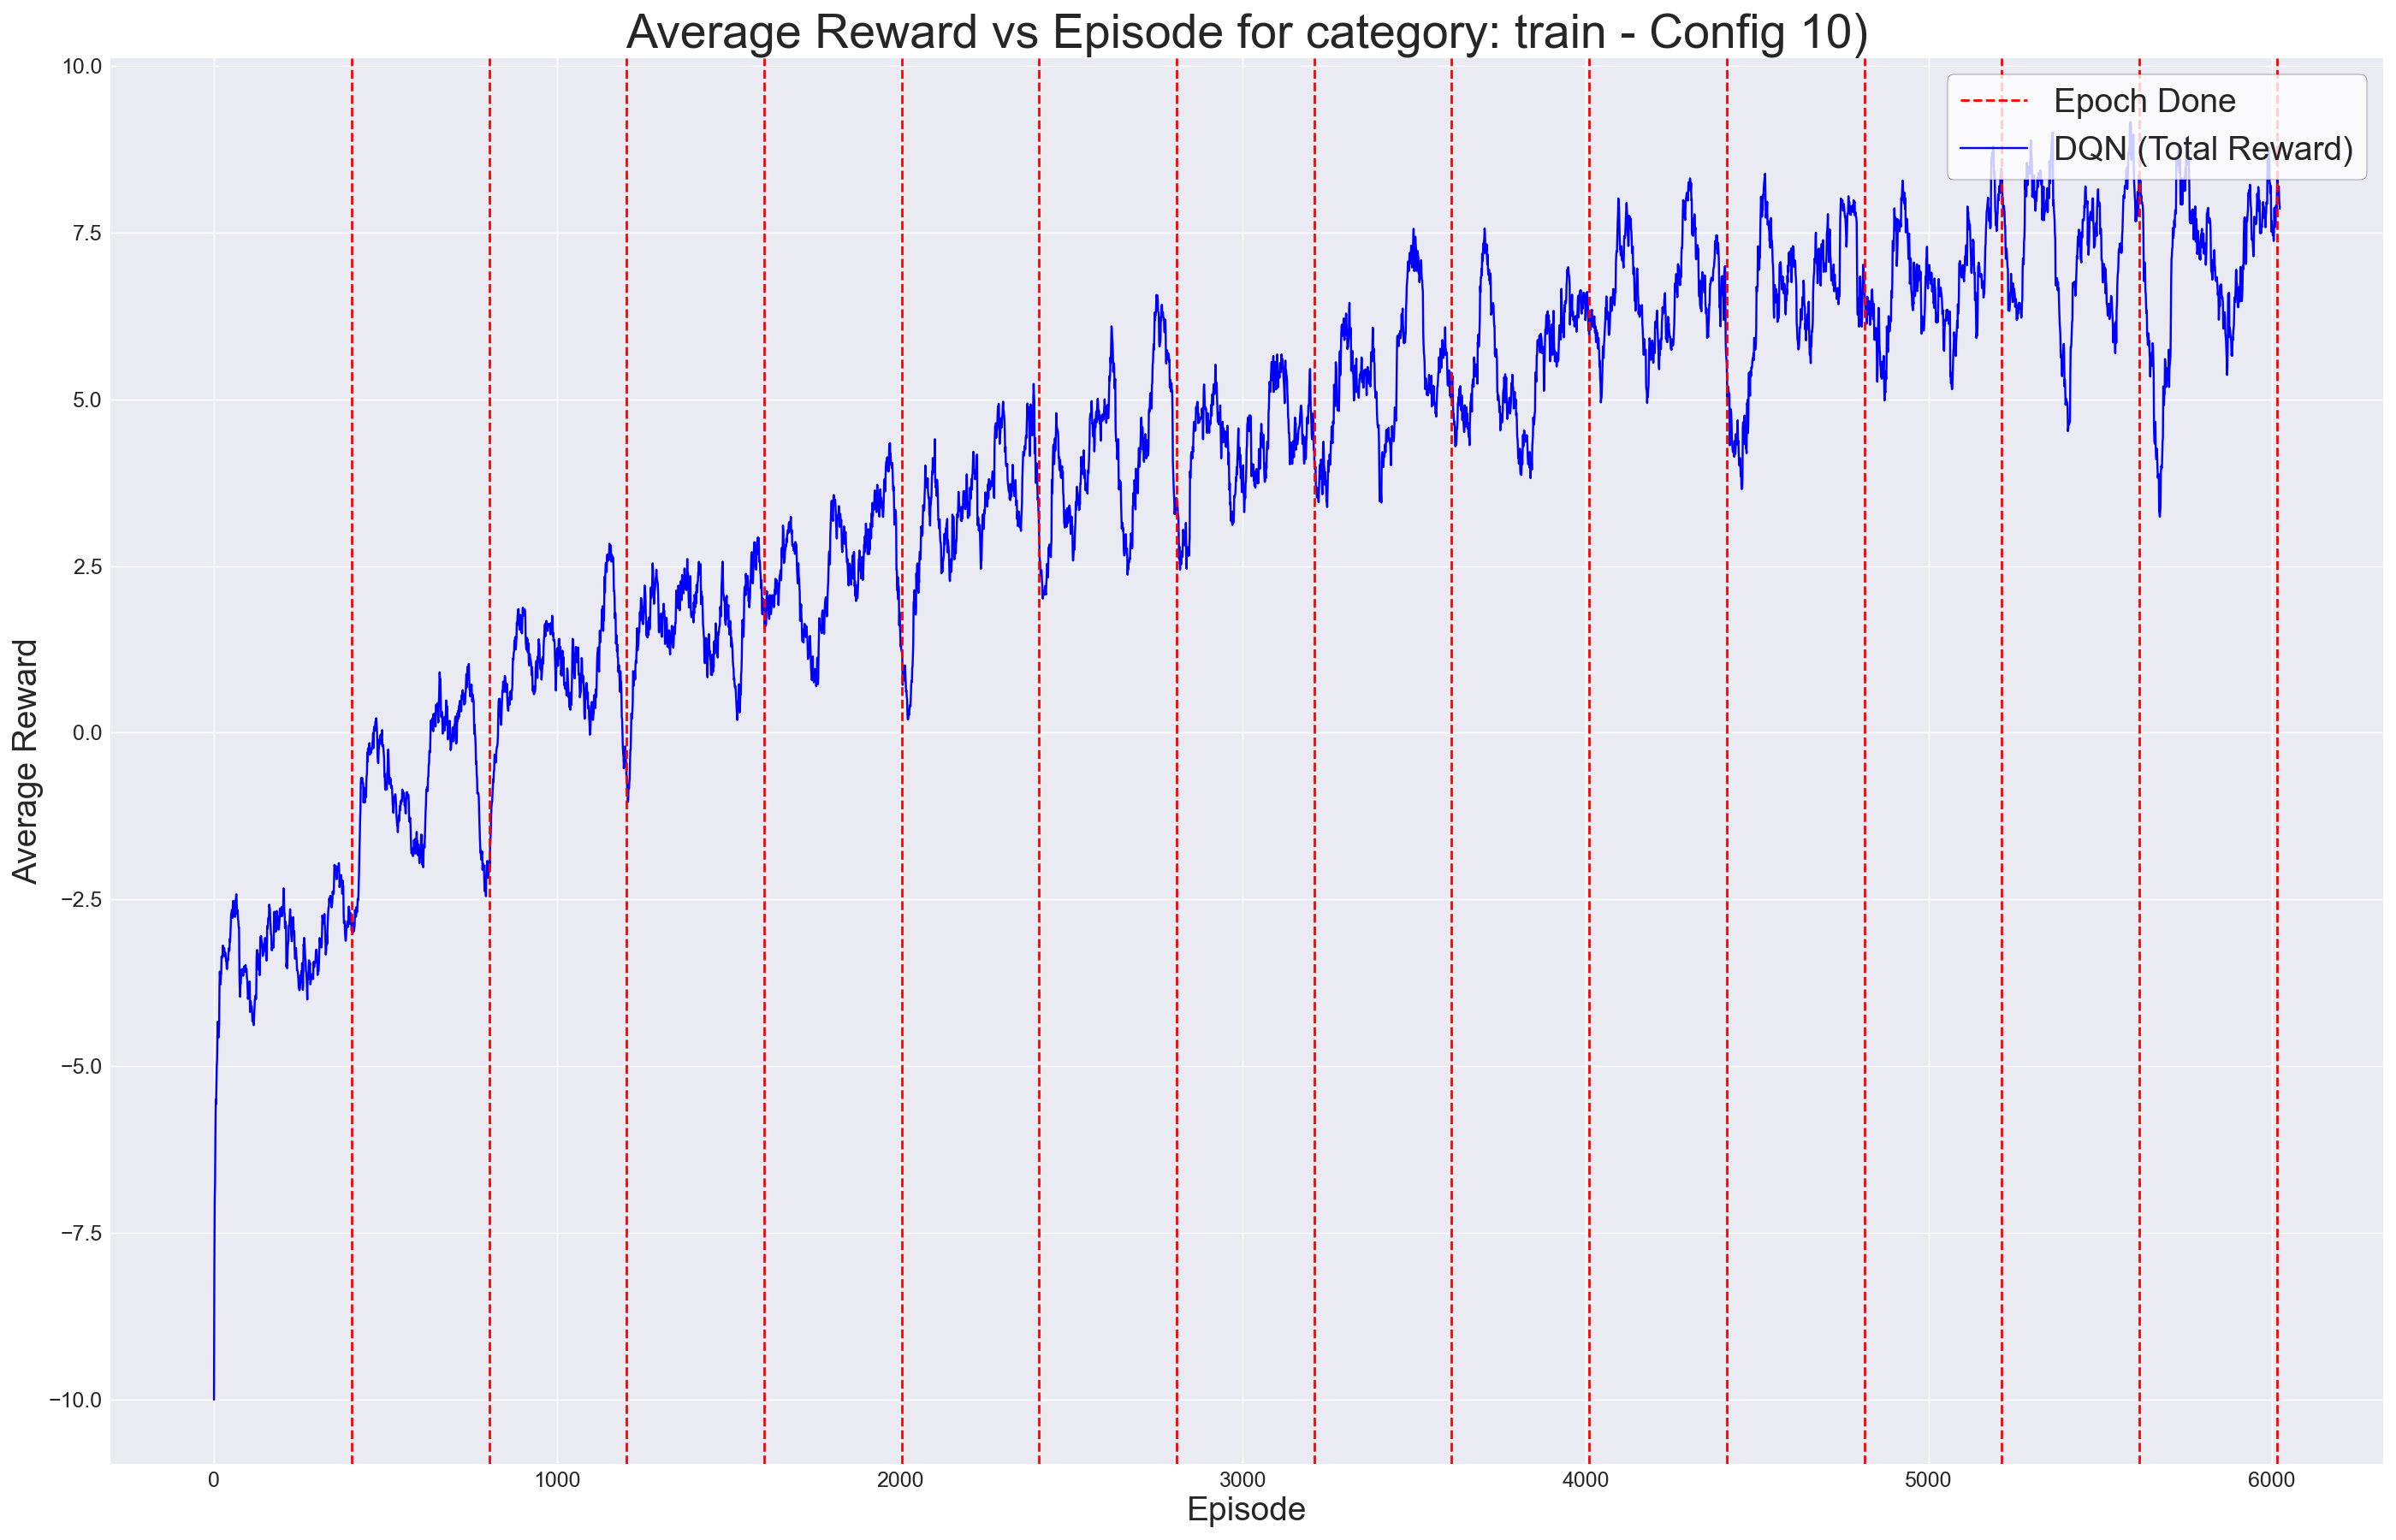 Average Reward vs Episode for category: train - Config 10)
Epoch Done
DQN (Total Reward)
Average Reward
10.0
7.5
5.0
2.5
0.0
−2.5
−5.0
−7.5
−10.0
0 1000 2000 3000 4000 5000 6000
Episode